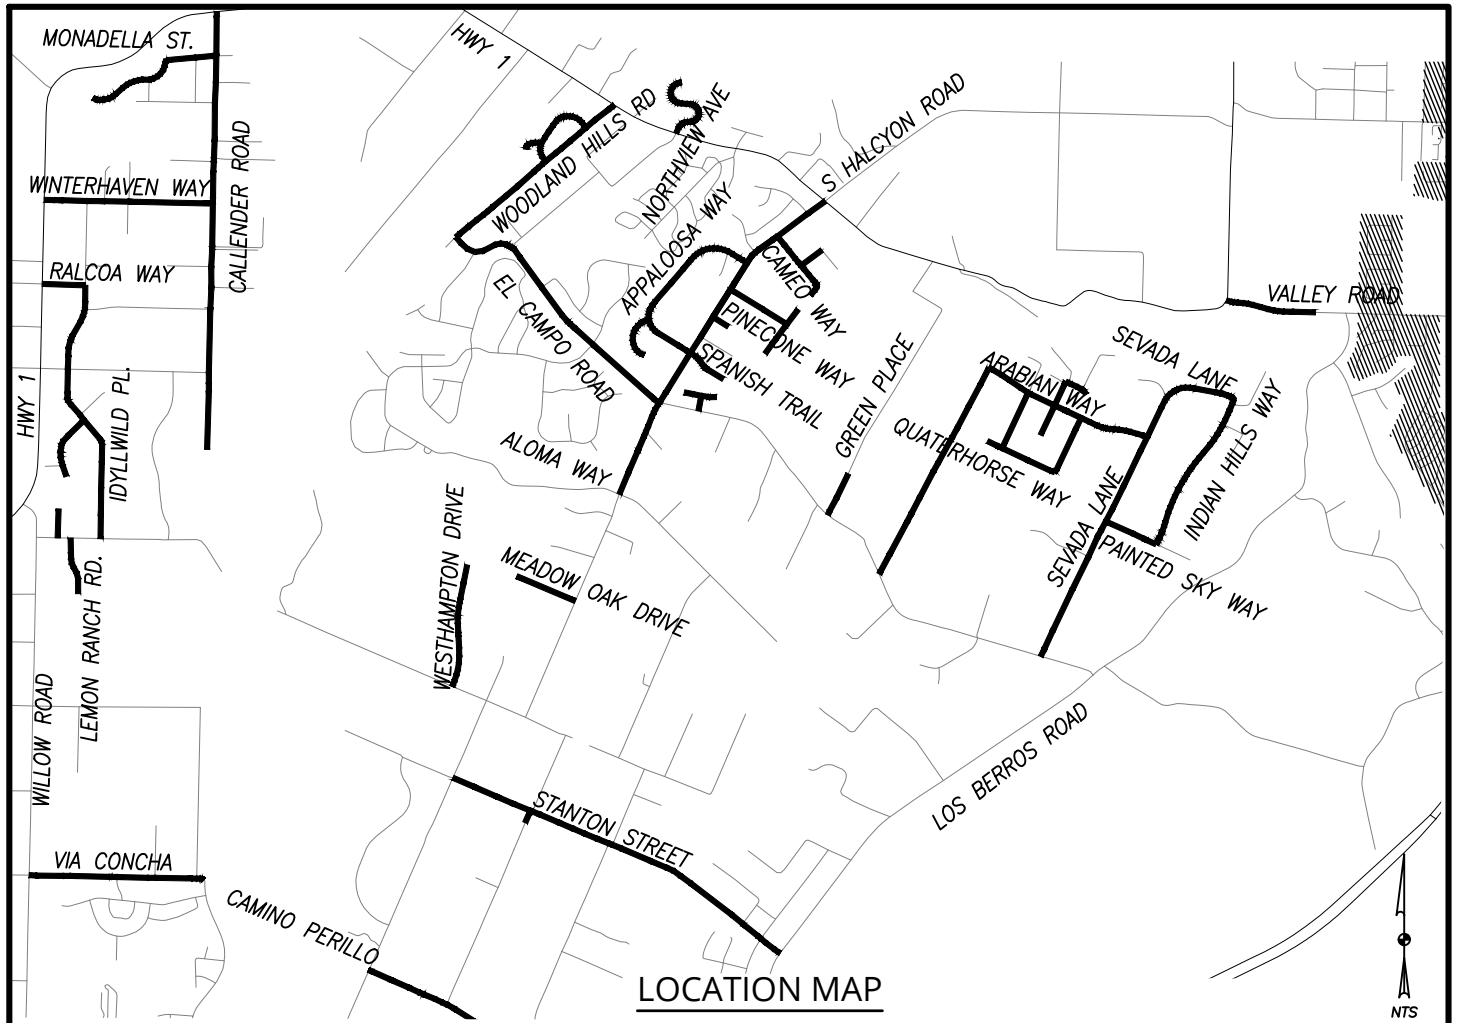 MONADELLA ST.
HWY 1
WOODLAND HILLS RD
NORTHVIEW AVE
S HALCYON ROAD
CALLENDER ROAD
WINTERHAVEN WAY
APPALOOSA WAY
RALCOA WAY
EL CAMPO ROAD
CAMEO WAY
PINECONE WAY
SPANISH TRAIL
VALLEY ROAD
GREEN PLACE
ARABIAN WAY
SEVADA LANE
HWY 1
IDYLLWILD PL.
ALOMA WAY
QUATERHORSE WAY
INDIAN HILLS WAY
WESTHAMPTON DRIVE
SEVADA LANE
PAINTED SKY WAY
MEADOW OAK DRIVE
LEMON RANCH RD.
WILLOW ROAD
LOS BERROS ROAD
STANTON STREET
VIA CONCHA
CAMINO PERILLO
LOCATION MAP
NTS